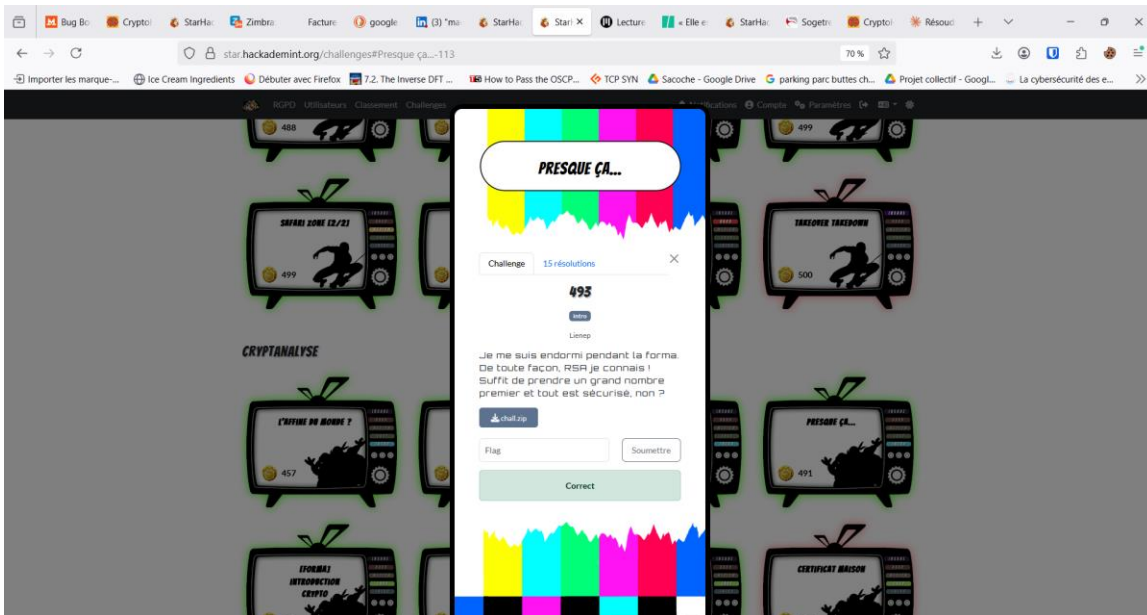 Bug Bo
Cryptol
StarHac
Zimbra:
Facture
google
(3) "ma
StarHac
Star
Lecture
« Elle e
StarHac
Sogetr
Cryptol
Résoud
star.hackademint.org/challenges#Presque ça...-113
70 %
Importer les marque-...
Ice Cream Ingredients
Débuter avec Firefox
7.2. The Inverse DFT ...
How to Pass the OSCP...
TCP SYN
Sacoche - Google Drive
parking parc buttes ch...
Projet collectif - Googl...
La cybersécurité des e...
RGPD Utilisateurs Classement Challenges
Notifications Compte Paramètres
488
499
PRESQUE ÇA...
SAFARI ZONE (2/2)
499
TAKEOVER TAKEDOWN
500
Challenge
15 résolutions
493
Intro
Lienep
Je me suis endormi pendant la forma.
De toute façon, RSA je connais !
Suffit de prendre un grand nombre
premier et tout est sécurisé, non ?
chall.zip
Flag
Soumettre
Correct
CRYPTANALYSE
L'AFFINE DU MONDE ?
457
PRESQUE ÇA...
491
[FORMA]
INTRODUCTION
CRYPTO
CERTIFICAT MAISON